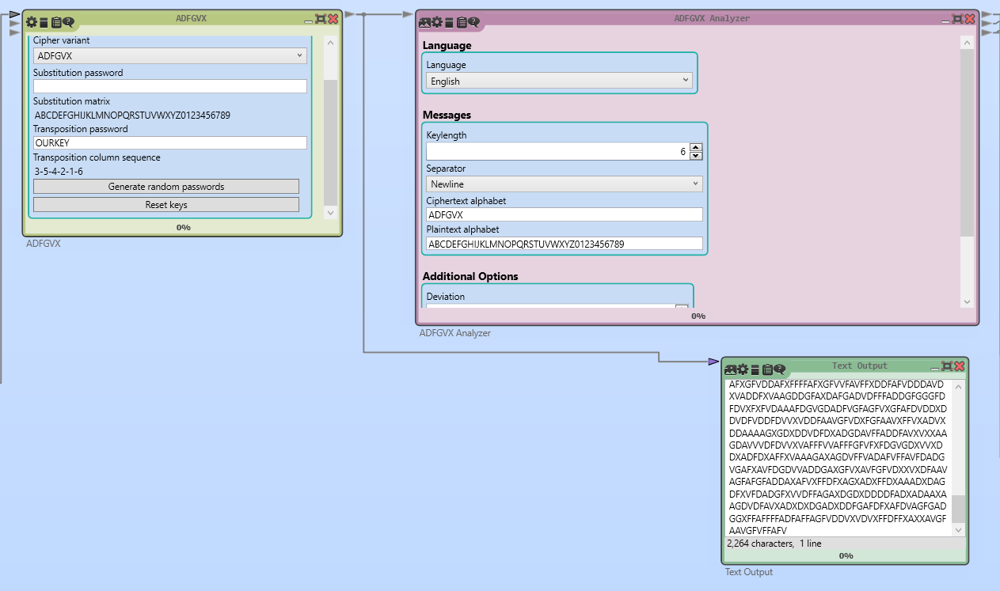 ADFGVX
Cipher variant
ADFGVX
Substitution password
Substitution matrix
ABCDEFGHIJKLMNOPQRSTUVWXYZ0123456789
Transposition password
OURKEY
Transposition column sequence
3-5-4-2-1-6
Generate random passwords
Reset keys
0%
ADFGVX
ADFGVX Analyzer
Language
Language
English
Messages
Keylength
6
Separator
Newline
Ciphertext alphabet
ADFGVX
Plaintext alphabet
ABCDEFGHIJKLMNOPQRSTUVWXYZ0123456789
Additional Options
Deviation
0%
ADFGVX Analyzer
Text Output
AFXGFVDDAFXFFFFAFXGFVVFAVFFXDDFAFVDDDAVD
XVADDFXVAAGDDGFAXDAFGADVDFFFADDGFGGGFD
FDVXFXFVDAAAFDGVGDADFVGFAGFVXGFAFDVDDXD
DVDFVDDFDVVXVDDFAAVGFVDXFGFAAVXFFVXADVX
DDAAAAGXGDXDDVDFDXADGDAVFFADDFAVXVXXAA
GDAVVVDFDVVXVAFFFVVAFFFGFVFXFDGVGDXVVXD
DXADFDXAFFXVAAAGAXAGDVFFVADAFVFFAVFDADG
VGAFXAVFDGDVVADDGAXGFVXAVFGFVDXXVXDFAAV
AGFAFGFADDAXAFVXFFDFXAGXADXFFDXAAADXDAG
DFXVFDADGFXVVDFFAGAXDGDXDDDDFADXADAAXA
AGDVDFAVXADXDXDGADXDDFGAFDFXAFDVAGFGAD
GGXFFAFFFFADFAFFAGFVDDVXVDVXFFDFFXAXXAVGF
AAVGFVFFAFV
2,264 characters, 1 line
0%
Text Output